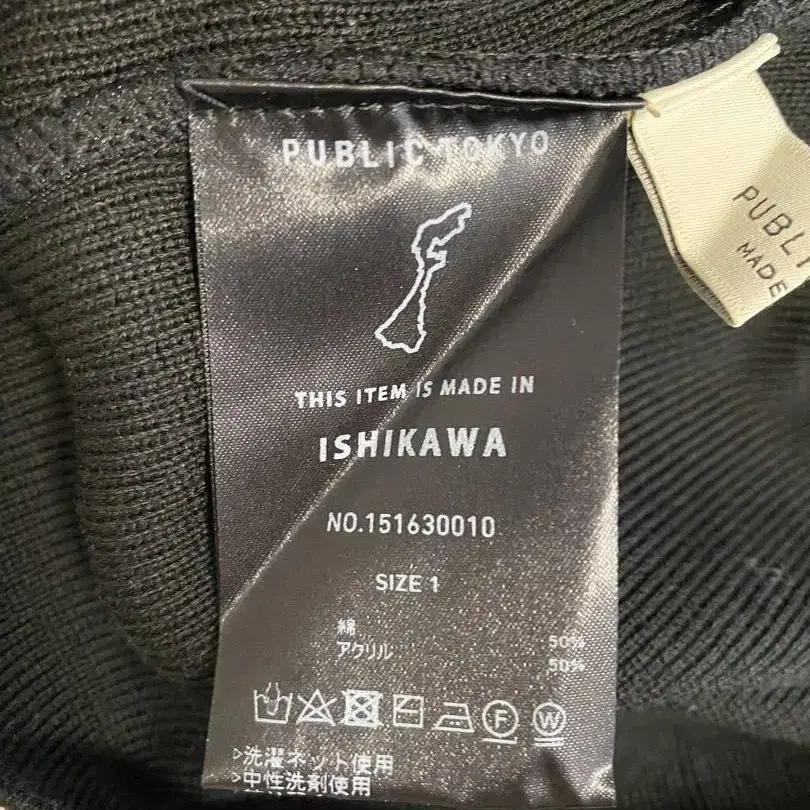 PUBLIC TOKYO
THIS ITEM IS MADE IN
ISHIKAWA
NO.151630010
SIZE 1
綿 50%
アクリル 50%
F W
▷洗濯ネット使用
▷中性洗剤使用
PUBLI
MADE